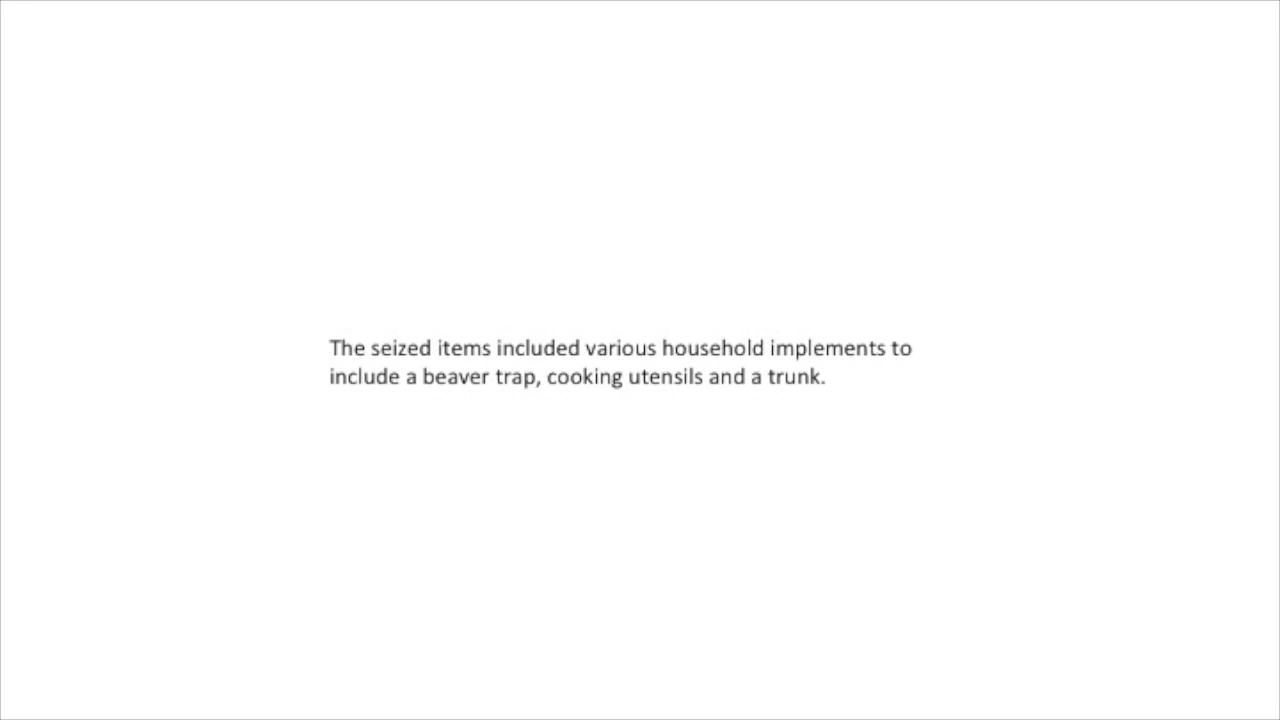 The seized items included various household implements to
include a beaver trap, cooking utensils and a trunk.